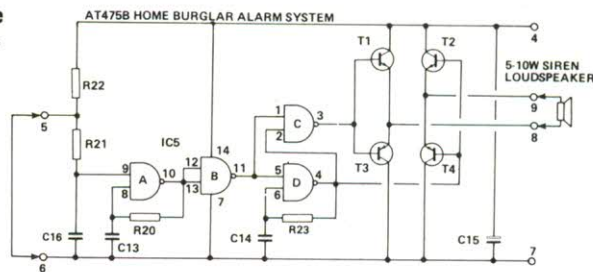 e
AT475B HOME BURGLAR ALARM SYSTEM
4
T1
T2
R22
5-10W SIREN
LOUDSPEAKER
9
8
5
IC5
14
1
2
C
3
R21
9
8
A
10
12
13
B
11
7
5
6
D
4
T3
T4
R20
R23
C16
C13
C14
C15
6
7